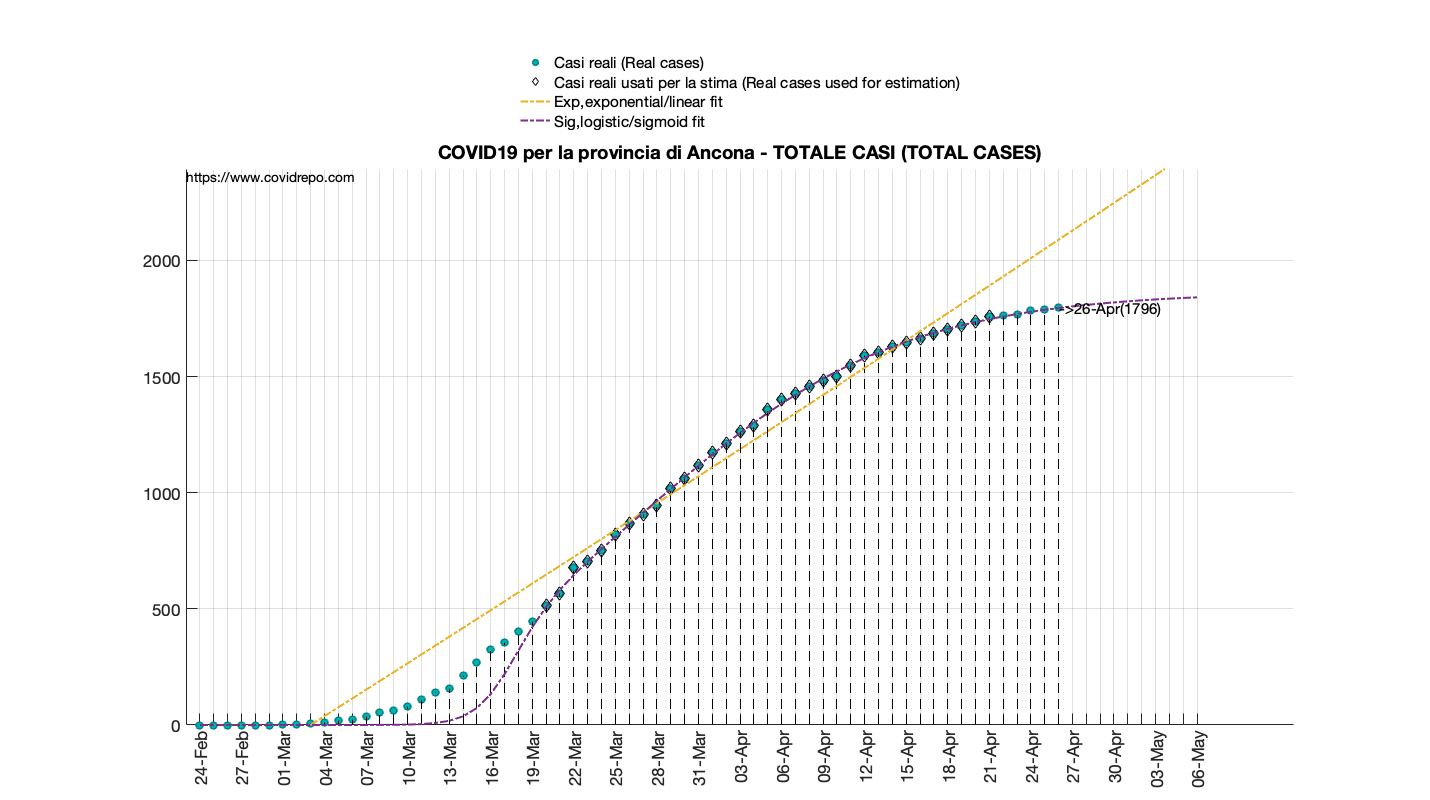 Casi reali (Real cases)
Casi reali usati per la stima (Real cases used for estimation)
Exp,exponential/linear fit
Sig,logistic/sigmoid fit
COVID19 per la provincia di Ancona - TOTALE CASI (TOTAL CASES)
https://www.covidrepo.com
2000
1500
1000
500
0
->26-Apr(1796)
24-Feb
27-Feb
01-Mar
04-Mar
07-Mar
10-Mar
13-Mar
16-Mar
19-Mar
22-Mar
25-Mar
28-Mar
31-Mar
03-Apr
06-Apr
09-Apr
12-Apr
15-Apr
18-Apr
21-Apr
24-Apr
27-Apr
30-Apr
03-May
06-May